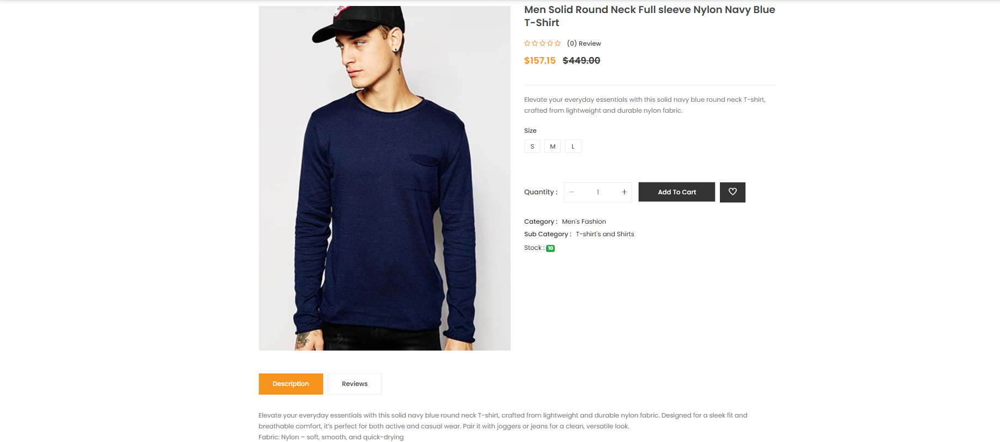 Men Solid Round Neck Full sleeve Nylon Navy Blue
T-Shirt
(0) Review
$157.15 $449.00
Elevate your everyday essentials with this solid navy blue round neck T-shirt,
crafted from lightweight and durable nylon fabric.
Size
S M L
Quantity : − 1 + Add To Cart
Category : Men's Fashion
Sub Category : T-shirt's and Shirts
Stock : 10
Description Reviews
Elevate your everyday essentials with this solid navy blue round neck T-shirt, crafted from lightweight and durable nylon fabric. Designed for a sleek fit and
breathable comfort, it's perfect for both active and casual wear. Pair it with joggers or jeans for a clean, versatile look.
Fabric: Nylon – soft, smooth, and quick-drying